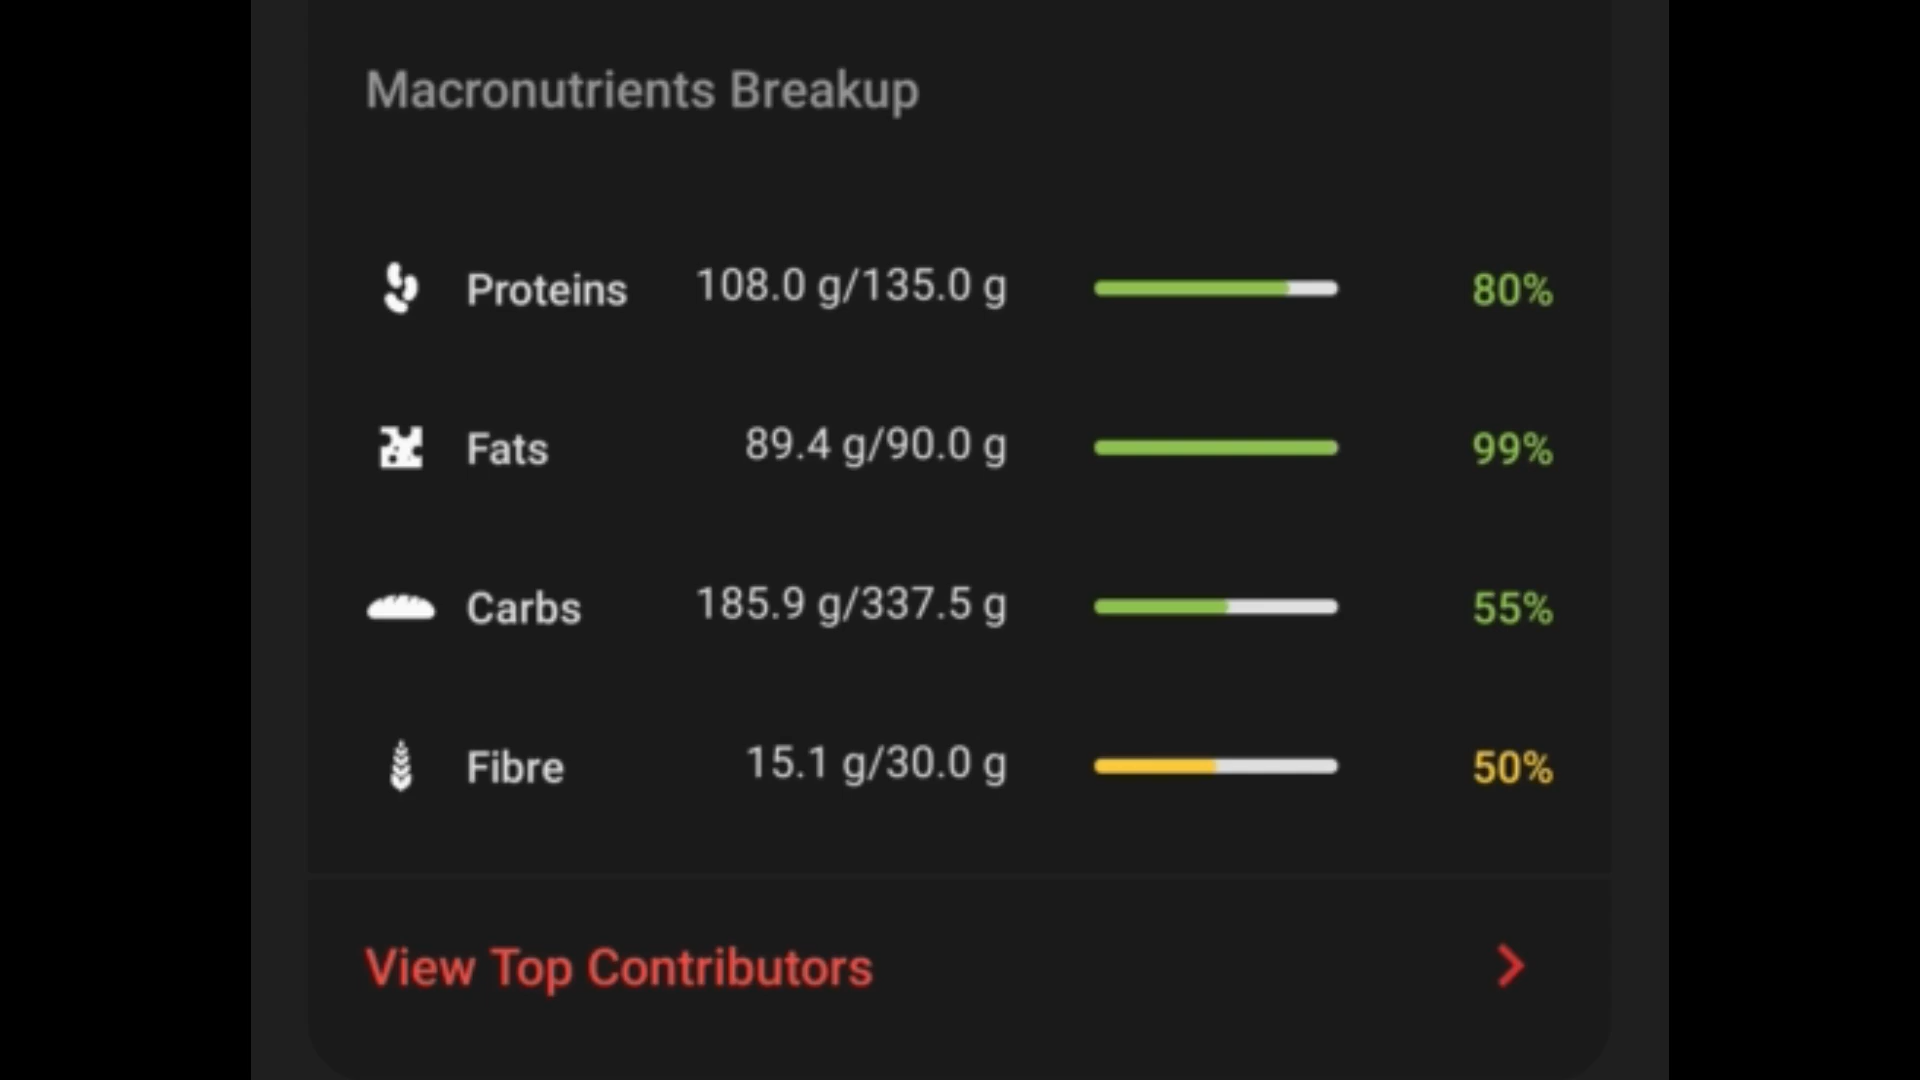 Macronutrients Breakup
Proteins 108.0 g/135.0 g 80%
Fats 89.4 g/90.0 g 99%
Carbs 185.9 g/337.5 g 55%
Fibre 15.1 g/30.0 g 50%
View Top Contributors